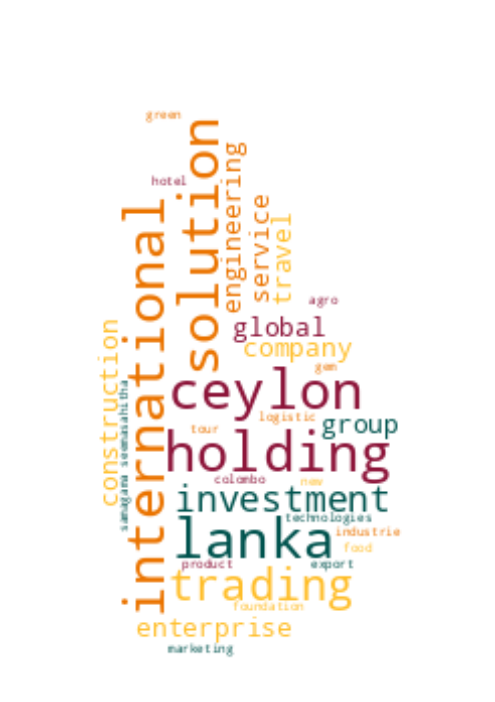 green
solution
engineering
hotel
service
international
travel
agro
global
construction
company
gem
ceylon
samagama seemasahitha
logistic
group
tour
holding
colombo
new
investment
technologies
lanka
industrie
food
product
export
trading
foundation
enterprise
marketing